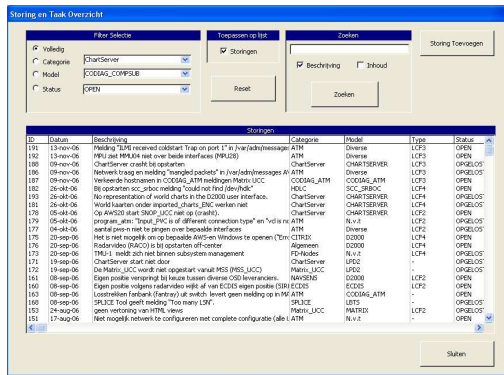 Storing en Taak Overzicht
Filter Selectie
Volledig
Categorie ChartServer
Model CODIAG_COMPSUB
Status OPEN
Toepassen op lijst
Storingen
Reset
Zoeken
Beschrijving Inhoud
Zoeken
Storing Toevoegen
Storingen
ID Datum Beschrijving Categorie Model Type Status
191 13-nov-06 Melding "ILMI received coldstart Trap on port 1" in /var/adm/messages ATM Diverse LCF3 OPEN
192 13-nov-06 MPU ziet MMU04 niet over beide interfaces (MPU28) ATM Diverse LCF3 OPEN
188 09-nov-06 ChartServer crasht bij opstarten ChartServer CHARTSERVER LCF3 OPGELOST
186 09-nov-06 Netwerk traag en melding "mangled packets" in /var/adm/messages ATM Diverse LCF3 OPGELOS
187 09-nov-06 Verkeerde hostnamen in CODIAG_ATM meldingen Matrix UCC CODIAG_ATM CODIAG_ATM LCF3 OPEN
182 26-okt-06 Bij opstarten scc_srboc melding "could not find /dev/hdlc" HDLC SCC_SRBOC LCF4 OPEN
193 26-okt-06 No representation of world charts in the D2000 user interface. ChartServer CHARTSERVER LCF4 OPEN
181 26-okt-06 World kaarten onder imported_charts_ENC werken niet ChartServer CHARTSERVER LCF4 OPGELOS
178 05-okt-06 Op AWS20 start SNOP_UCC niet op (crasht). ChartServer CHARTSERVER LCF2 OPEN
179 05-okt-06 program_atm: "Input_PVC is of different connection type" en "vcl is ATM N.v.t LCF2 OPGELOS
177 04-okt-06 aantal pws-n niet te pingen over bepaalde interfaces ATM Diverse LCF2 OPEN
175 20-sep-06 Het is niet mogelijk om op bepaalde AWS-en Windows te openen CITRIX D2000 LCF4 OPEN
176 20-sep-06 Radarvideo (RACO) is bij opstarten off-center Algemeen D2000 LCF4 OPEN
173 20-sep-06 TMU-1 meldt zich niet binnen subsystem management FD-Nodes N.v.t LCF4 OPEN
171 19-sep-06 ChartServer start niet door ChartServer LPD2 - OPGELOS
172 19-sep-06 De Matrix_UCC wordt niet opgestart vanuit MSS (MSS_UCC) Matrix_UCC LPD2 - OPGELOS
161 08-sep-06 Eigen positie verspringt tussen diverse OSD leveranciers. NAVSENS D2000 LCF2 OPGELOS
160 08-sep-06 Eigen positie volgens radarvideo wijkt af van ECDIS eigen positie ECDIS ECDIS LCF2 OPEN
163 08-sep-06 Lostrekken fanbank (fantray) uit switch levert geen melding op in ATM CODIAG_ATM - OPEN
168 08-sep-06 SPLICE Tool geeft melding "Too many LSN". SPLICE LBTS - OPGELOS
153 24-aug-06 geen vertoning van HTML views Matrix_UCC MATRIX LCF2 OPGELOS
151 17-aug-06 Niet mogelijk netwerk te configureren met complete configuratie ATM N.v.t - OPGELOS
Sluiten